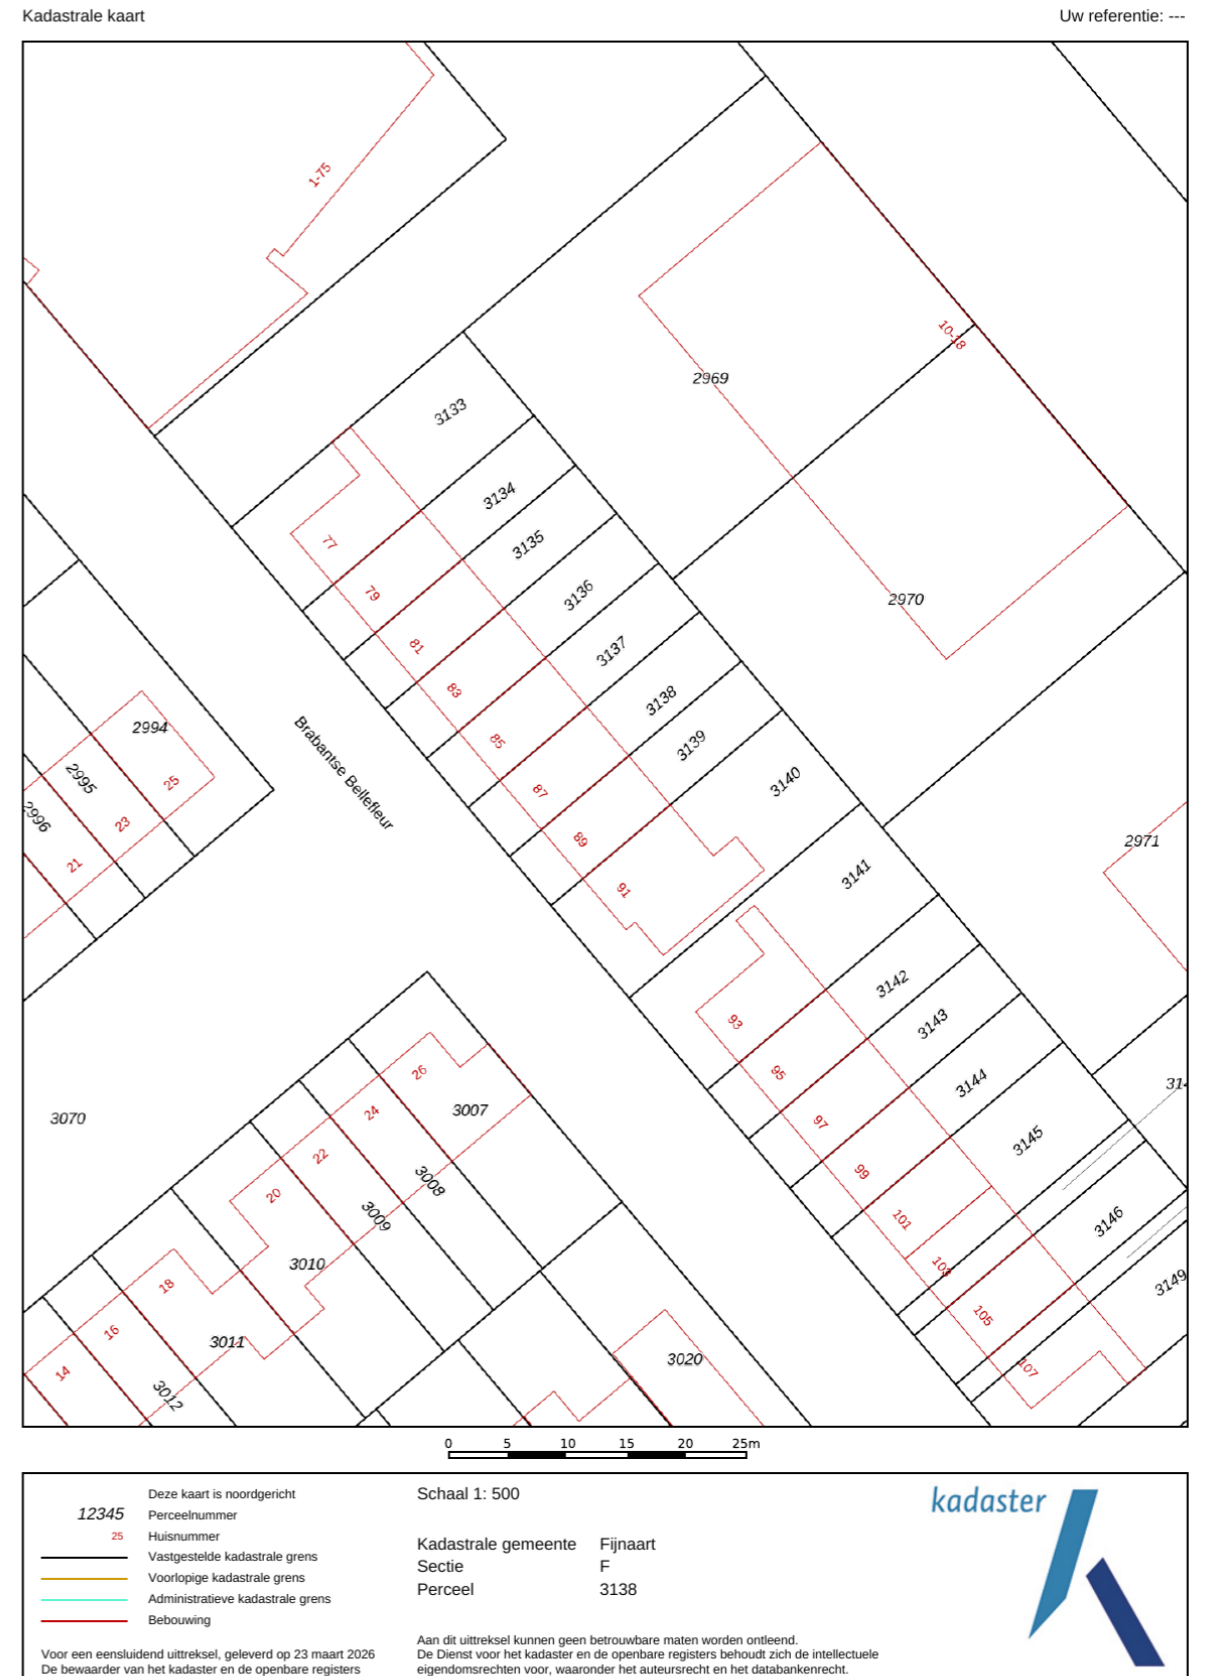 Kadastrale kaart
Uw referentie: ---
1-75
10-18
2969
3133
3134
3135
3136
3137
3138
3139
3140
77
79
81
83
85
87
89
91
2970
2994
2995
2996
25
23
21
Brabantse Bellefleur
2971
3141
3142
3143
3144
3145
3146
3149
93
95
97
99
101
103
105
107
3070
26
24
22
20
18
16
14
3007
3008
3009
3010
3011
3012
3020
0 5 10 15 20 25m
Deze kaart is noordgericht
12345 Perceelnummer
25 Huisnummer
Vastgestelde kadastrale grens
Voorlopige kadastrale grens
Administratieve kadastrale grens
Bebouwing
Voor een eensluidend uittreksel, geleverd op 23 maart 2026
De bewaarder van het kadaster en de openbare registers
Schaal 1: 500
Kadastrale gemeente Fijnaart
Sectie F
Perceel 3138
Aan dit uittreksel kunnen geen betrouwbare maten worden ontleend.
De Dienst voor het kadaster en de openbare registers behoudt zich de intellectuele
eigendomsrechten voor, waaronder het auteursrecht en het databankenrecht.
kadaster